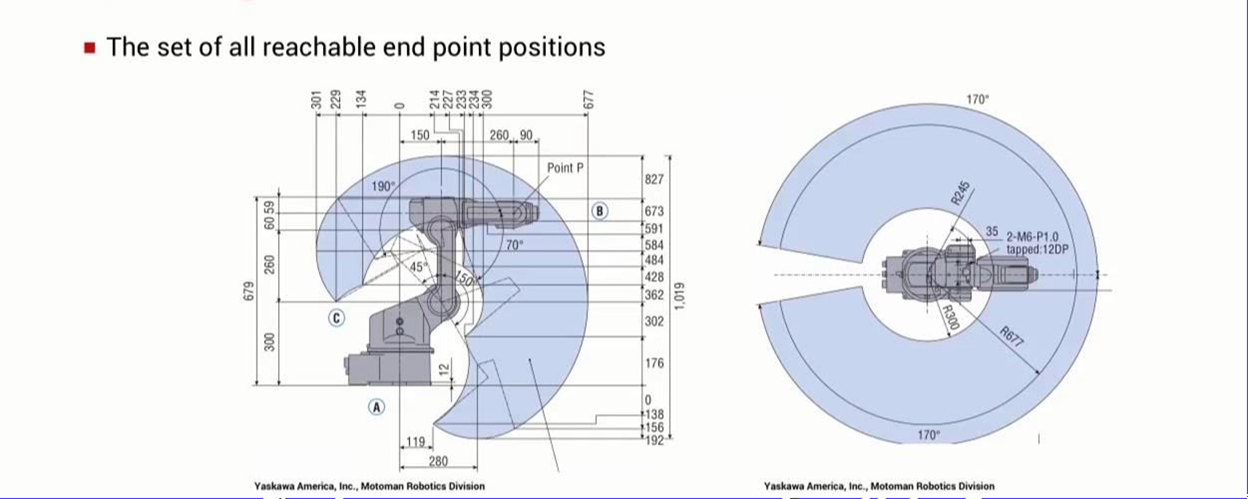 The set of all reachable end point positions
301 229 134 0 214 227 233 234 300 677
150 260 90
Point P
190°
827
B
673
591
584
484
428
362
302
176
0
138
156
192
1,019
70°
45°
150
59
60
260
300
679
C
12
A
119
280
Yaskawa America, Inc., Motoman Robotics Division
170°
R245
35 2-M6-P1.0
tapped:12DP
R300
R677
170°
Yaskawa America, Inc., Motoman Robotics Division